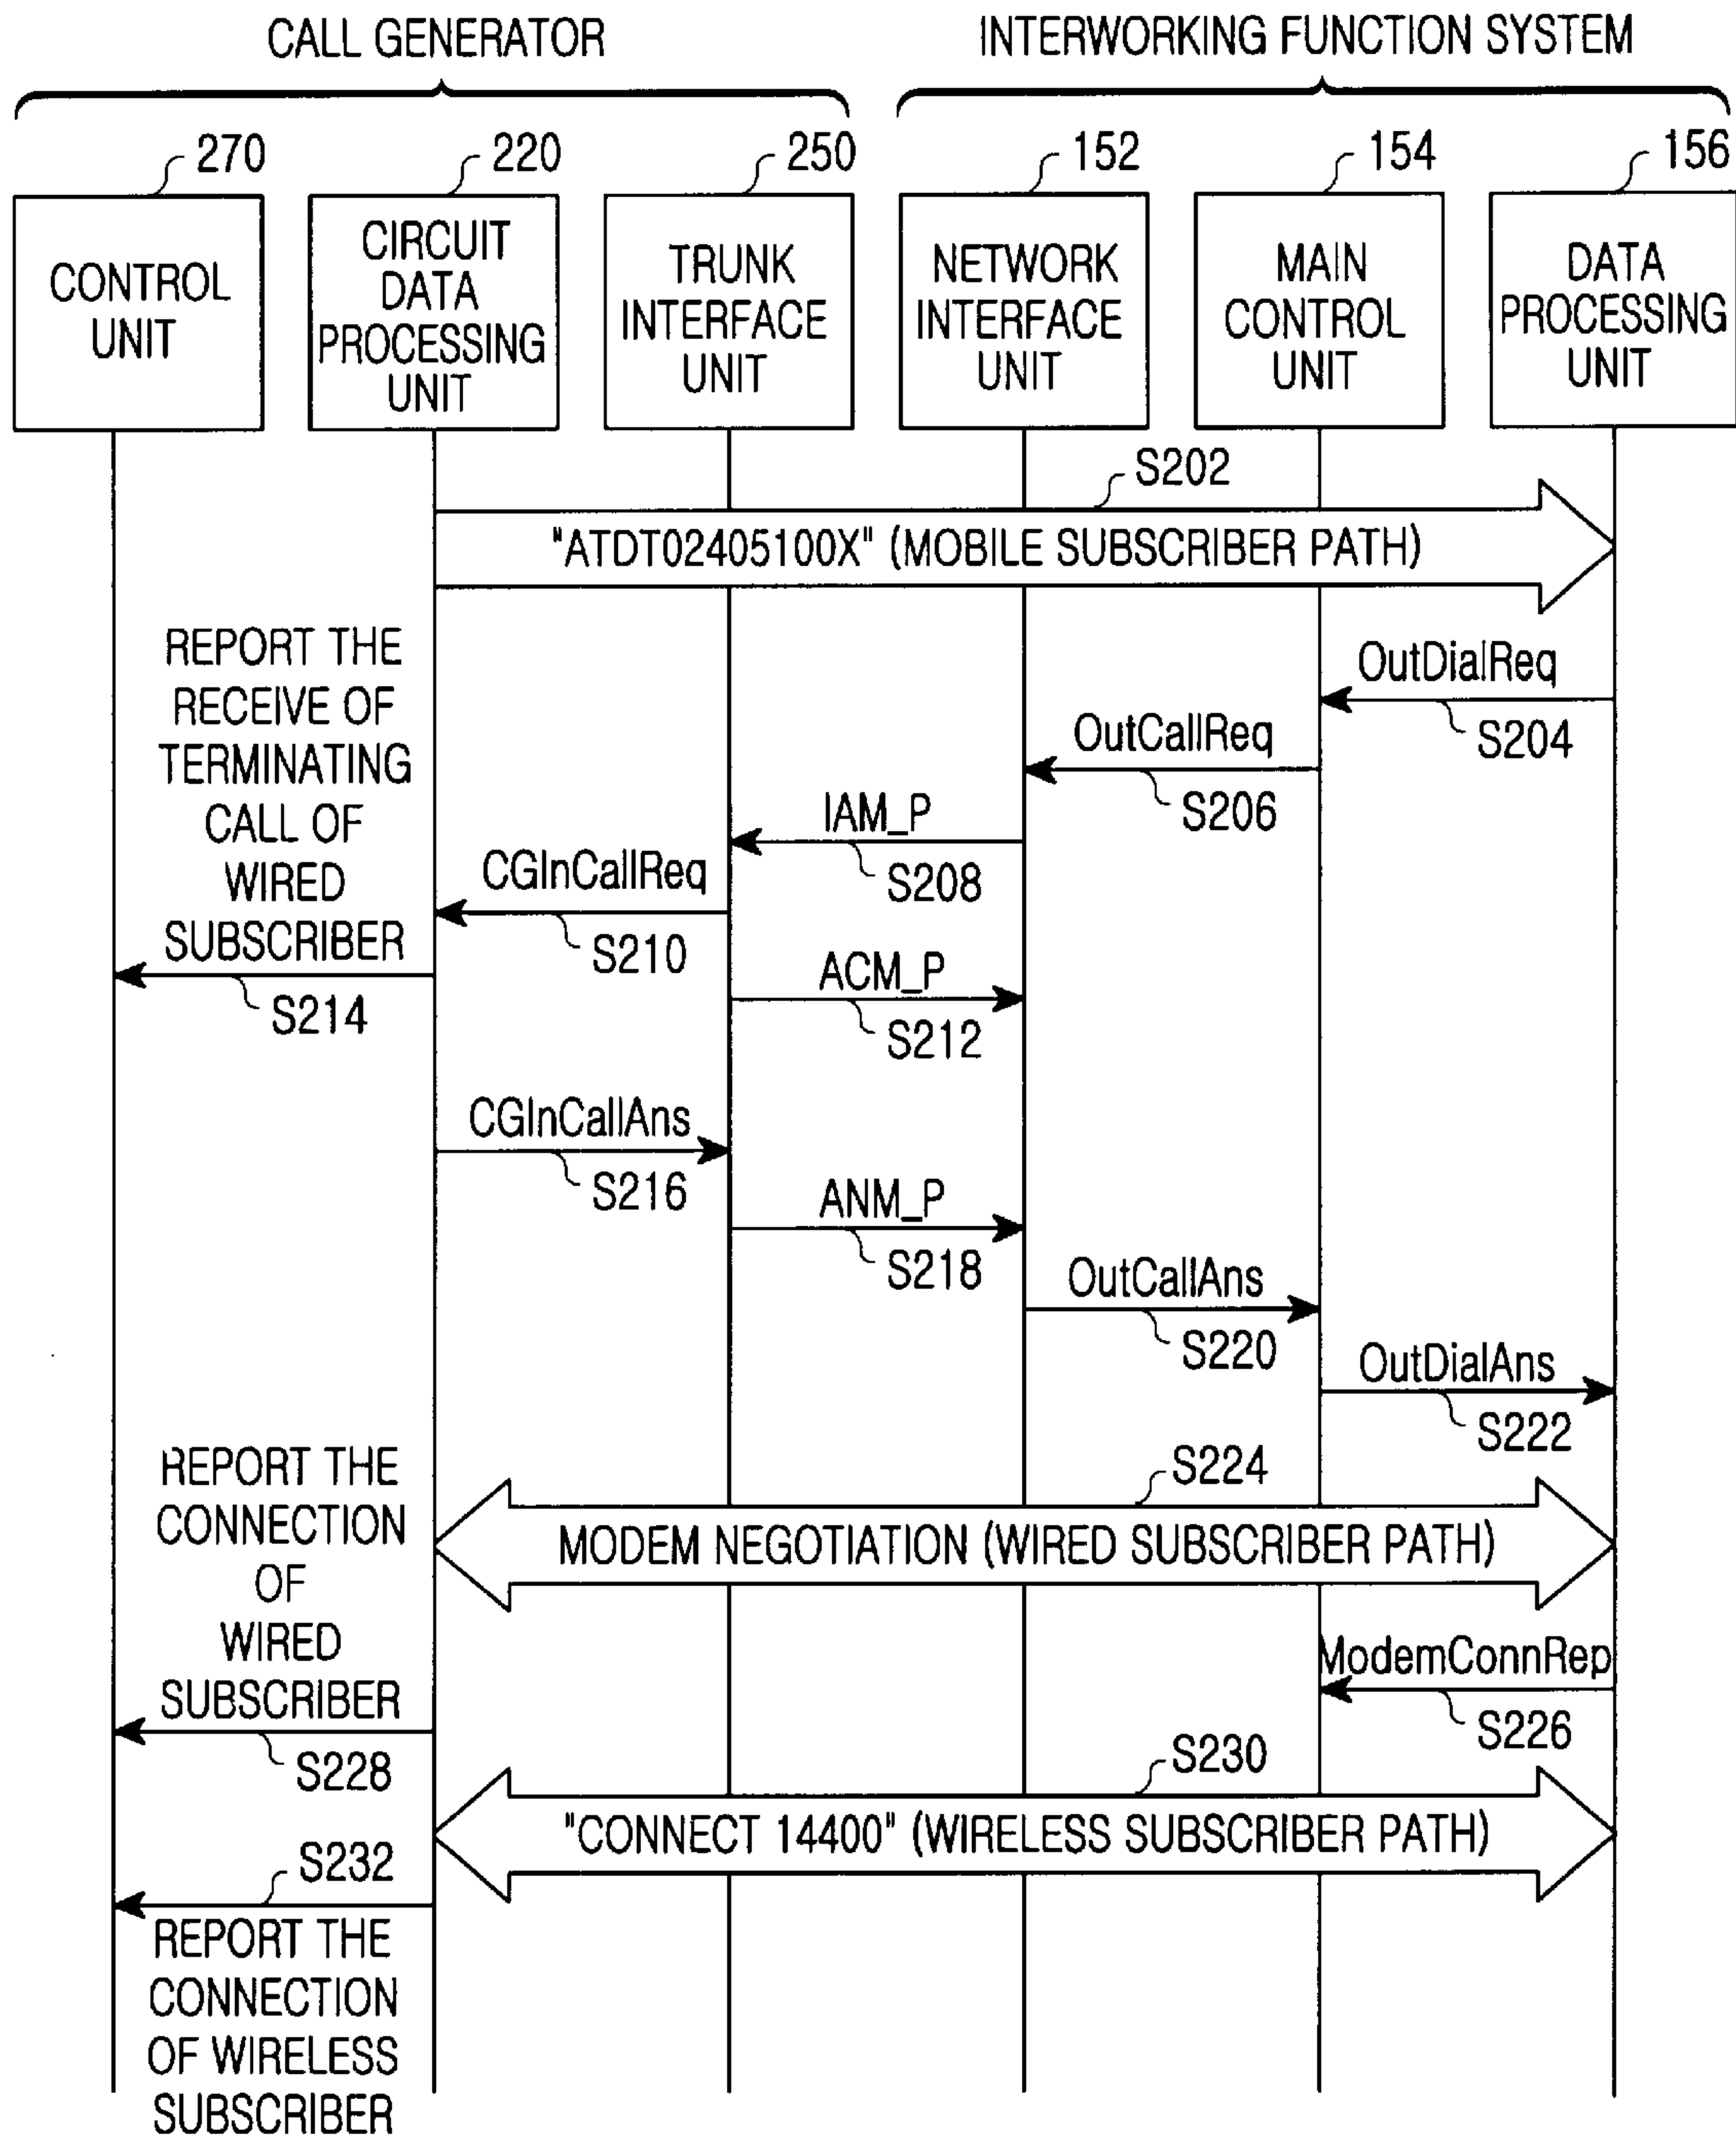 CALL GENERATOR
INTERWORKING FUNCTION SYSTEM
270
220
250
152
154
156
CONTROL
UNIT
CIRCUIT
DATA
PROCESSING
UNIT
TRUNK
INTERFACE
UNIT
NETWORK
INTERFACE
UNIT
MAIN
CONTROL
UNIT
DATA
PROCESSING
UNIT
S202
"ATDT02405100X" (MOBILE SUBSCRIBER PATH)
REPORT THE
RECEIVE OF
TERMINATING
CALL OF
WIRED
SUBSCRIBER
OutDialReq
S204
OutCallReq
S206
IAM_P
S208
CGInCallReq
S210
S214
ACM_P
S212
CGInCallAns
S216
ANM_P
S218
OutCallAns
S220
OutDialAns
S222
REPORT THE
CONNECTION
OF
WIRED
SUBSCRIBER
S224
MODEM NEGOTIATION (WIRED SUBSCRIBER PATH)
ModemConnRep
S226
S228
S230
"CONNECT 14400" (WIRELESS SUBSCRIBER PATH)
S232
REPORT THE
CONNECTION
OF WIRELESS
SUBSCRIBER